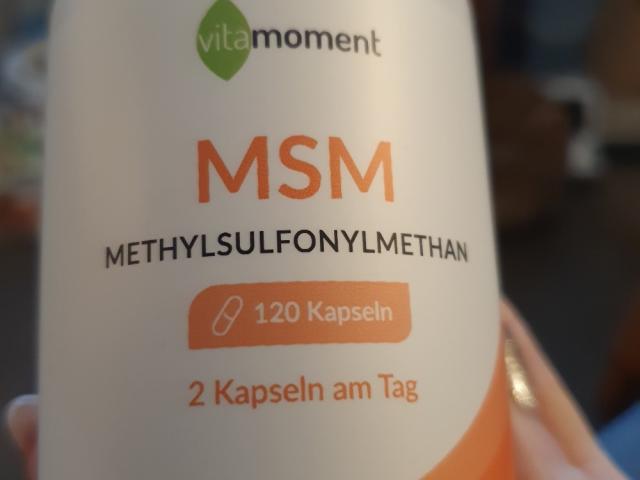 vitamoment
MSM
METHYLSULFONYLMETHAN
120 Kapseln
2 Kapseln am Tag